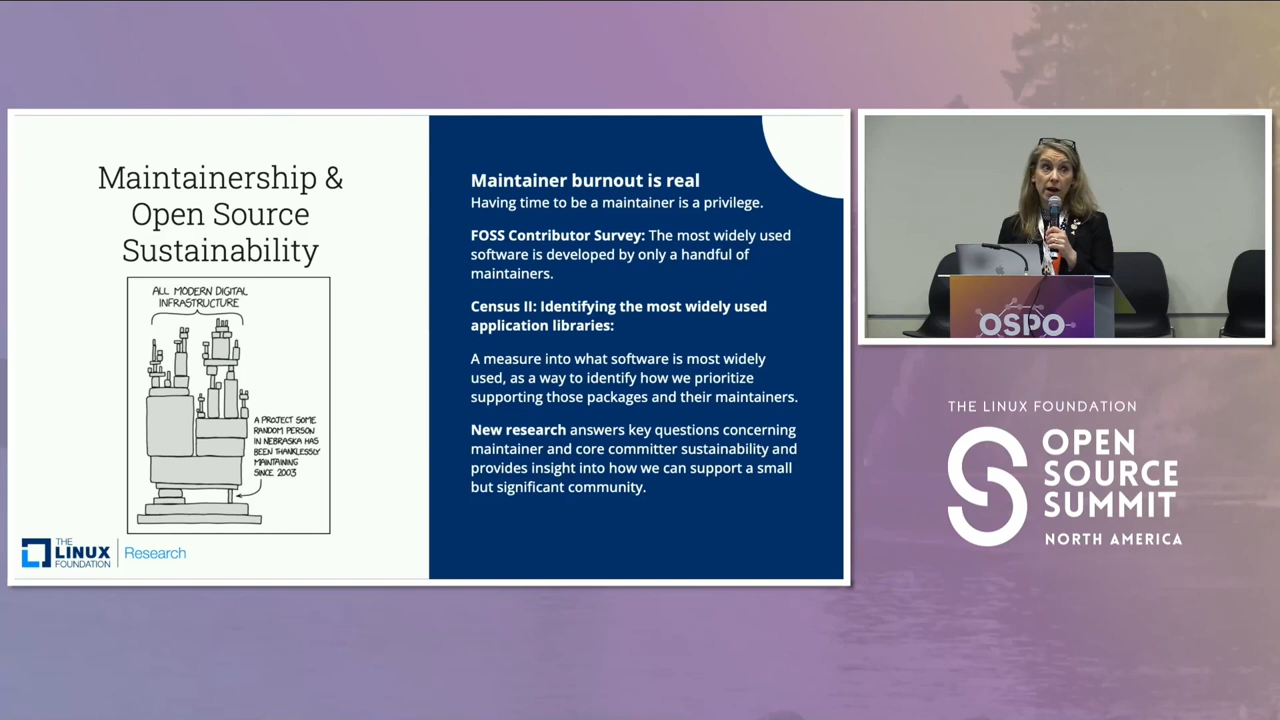 Maintainership &
Open Source
Sustainability
ALL MODERN DIGITAL
INFRASTRUCTURE
A PROJECT SOME
RANDOM PERSON
IN NEBRASKA HAS
BEEN THANKLESSLY
MAINTAINING
SINCE 2003
THE
LINUX
FOUNDATION
Research
Maintainer burnout is real
Having time to be a maintainer is a privilege.
FOSS Contributor Survey: The most widely used
software is developed by only a handful of
maintainers.
Census II: Identifying the most widely used
application libraries:
A measure into what software is most widely
used, as a way to identify how we prioritize
supporting those packages and their maintainers.
New research answers key questions concerning
maintainer and core committer sustainability and
provides insight into how we can support a small
but significant community.
OSPO
THE LINUX FOUNDATION
OPEN
SOURCE
SUMMIT
NORTH AMERICA